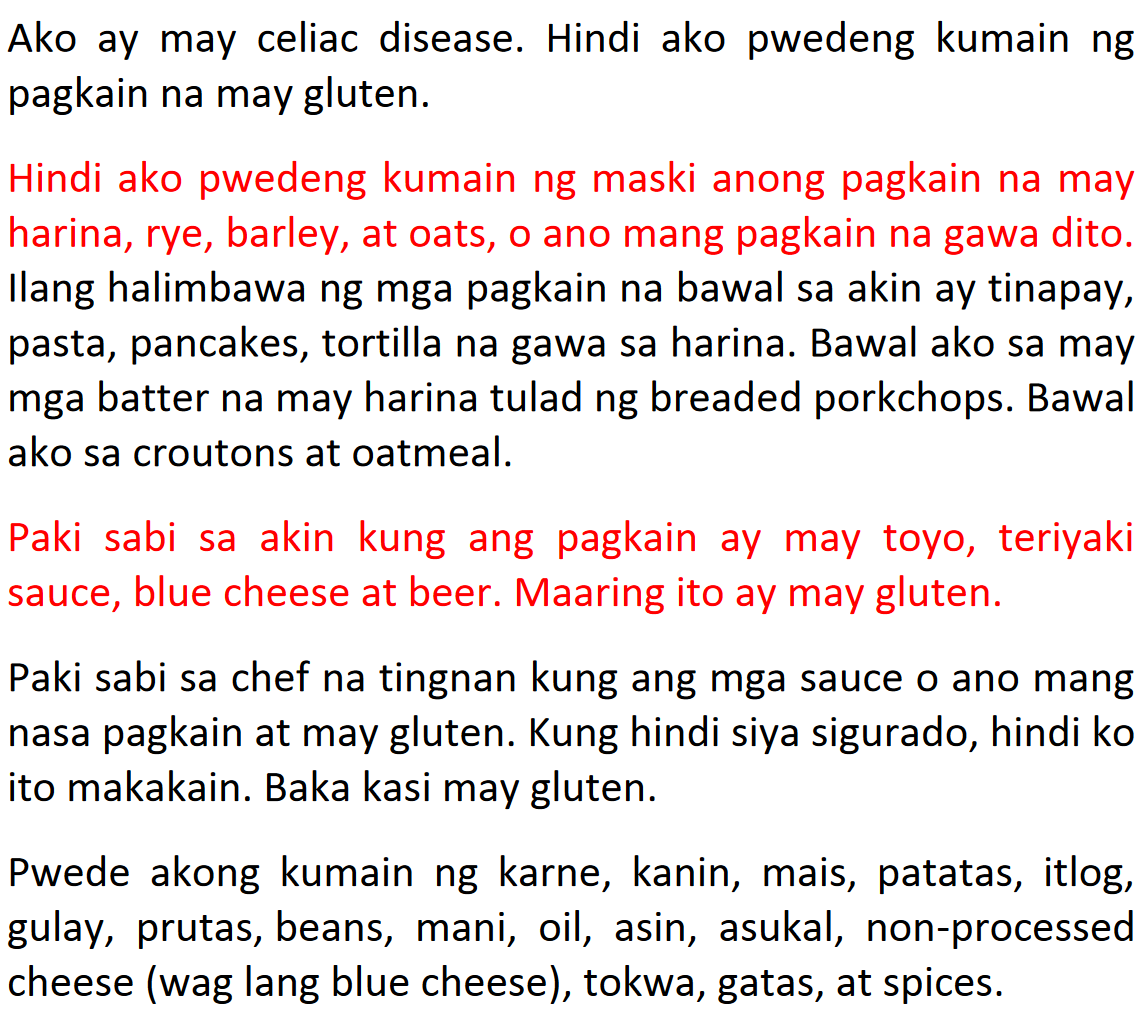 Ako ay may celiac disease. Hindi ako pwedeng kumain ng
pagkain na may gluten.
Hindi ako pwedeng kumain ng maski anong pagkain na may
harina, rye, barley, at oats, o ano mang pagkain na gawa dito.
Ilang halimbawa ng mga pagkain na bawal sa akin ay tinapay,
pasta, pancakes, tortilla na gawa sa harina. Bawal ako sa may
mga batter na may harina tulad ng breaded porkchops. Bawal
ako sa croutons at oatmeal.
Paki sabi sa akin kung ang pagkain ay may toyo, teriyaki
sauce, blue cheese at beer. Maaring ito ay may gluten.
Paki sabi sa chef na tingnan kung ang mga sauce o ano mang
nasa pagkain at may gluten. Kung hindi siya sigurado, hindi ko
ito makakain. Baka kasi may gluten.
Pwede akong kumain ng karne, kanin, mais, patatas, itlog,
gulay, prutas, beans, mani, oil, asin, asukal, non-processed
cheese (wag lang blue cheese), tokwa, gatas, at spices.